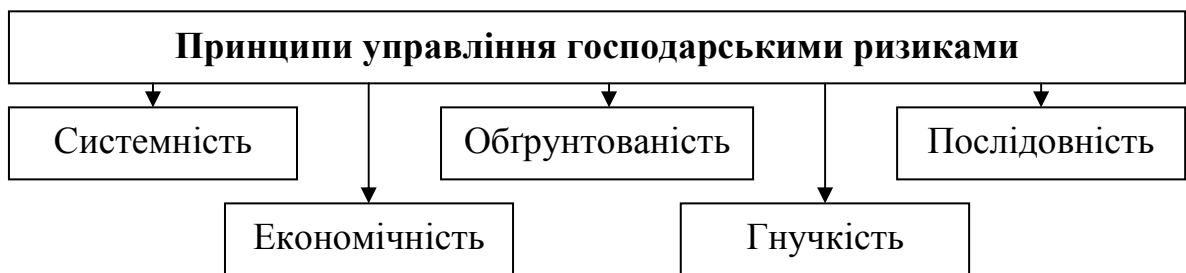 Принципи управління господарськими ризиками
Системність
Обґрунтованість
Послідовність
Економічність
Гнучкість